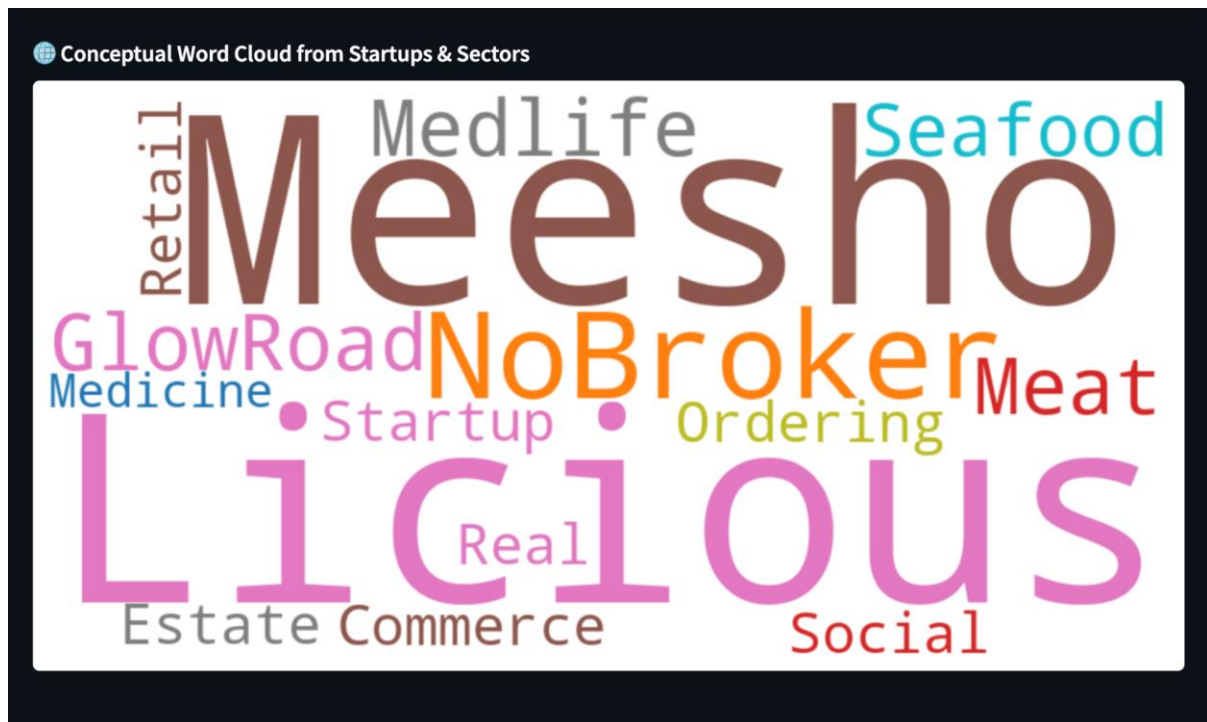 Conceptual Word Cloud from Startups & Sectors
Retail
Meesho
Medlife
Seafood
GlowRoad
NoBroker
Meat
Medicine
Startup
Ordering
Licious
Real
Estate
Commerce
Social